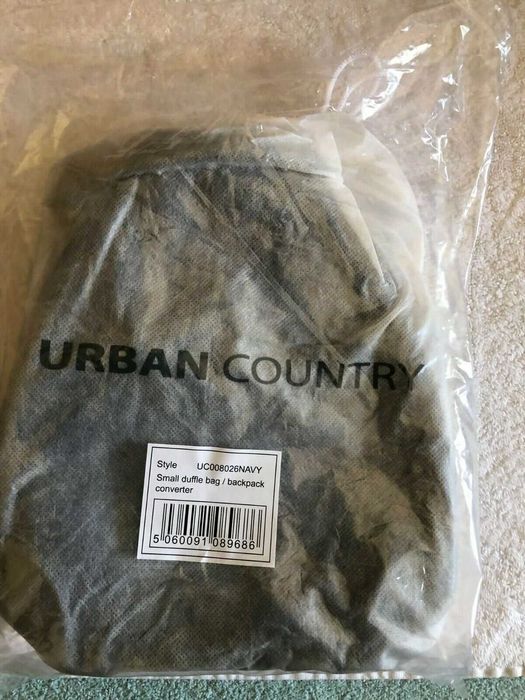 URBAN COUNTRY
Style UC008026NAVY
Small duffle bag / backpack
converter
5 060091 089686